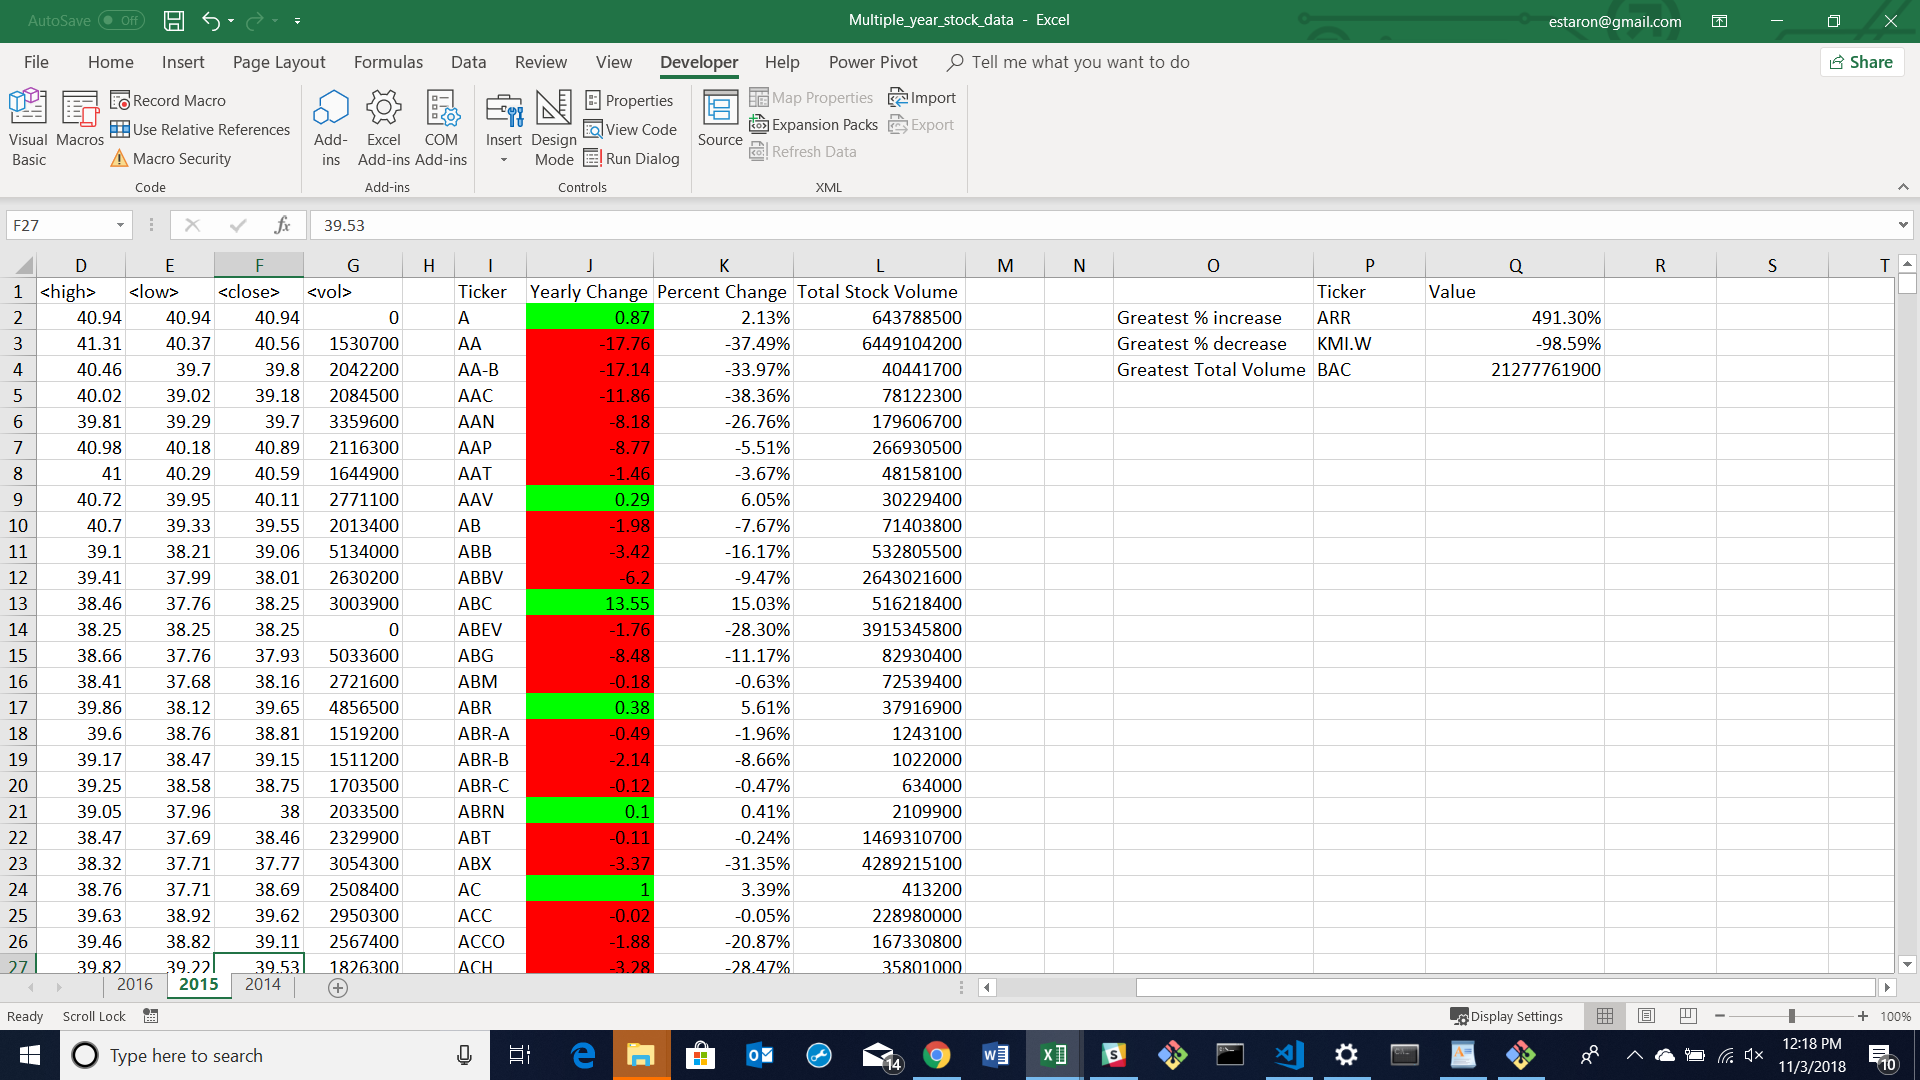 AutoSave Off
Multiple_year_stock_data - Excel
estaron@gmail.com
File Home Insert Page Layout Formulas Data Review View Developer Help Power Pivot Tell me what you want to do Share
Visual Basic
Macros
Record Macro
Use Relative References
Macro Security
Code
Add-ins
Excel Add-ins
COM Add-ins
Add-ins
Insert
Design Mode
Properties
View Code
Run Dialog
Controls
Source
Map Properties
Expansion Packs
Refresh Data
Import
Export
XML
F27 fx 39.53
D E F G H I J K L M N O P Q R S T
1 <high> <low> <close> <vol> Ticker Yearly Change Percent Change Total Stock Volume Ticker Value
2 40.94 40.94 40.94 0 A 0.87 2.13% 643788500 Greatest % increase ARR 491.30%
3 41.31 40.37 40.56 1530700 AA -17.76 -37.49% 6449104200 Greatest % decrease KMI.W -98.59%
4 40.46 39.7 39.8 2042200 AA-B -17.14 -33.97% 40441700 Greatest Total Volume BAC 21277761900
5 40.02 39.02 39.18 2084500 AAC -11.86 -38.36% 78122300
6 39.81 39.29 39.7 3359600 AAN -8.18 -26.76% 179606700
7 40.98 40.18 40.89 2116300 AAP -8.77 -5.51% 266930500
8 41 40.29 40.59 1644900 AAT -1.46 -3.67% 48158100
9 40.72 39.95 40.11 2771100 AAV 0.29 6.05% 30229400
10 40.7 39.33 39.55 2013400 AB -1.98 -7.67% 71403800
11 39.1 38.21 39.06 5134000 ABB -3.42 -16.17% 532805500
12 39.41 37.99 38.01 2630200 ABBV -6.2 -9.47% 2643021600
13 38.46 37.76 38.25 3003900 ABC 13.55 15.03% 516218400
14 38.25 38.25 38.25 0 ABEV -1.76 -28.30% 3915345800
15 38.66 37.76 37.93 5033600 ABG -8.48 -11.17% 82930400
16 38.41 37.68 38.16 2721600 ABM -0.18 -0.63% 72539400
17 39.86 38.12 39.65 4856500 ABR 0.38 5.61% 37916900
18 39.6 38.76 38.81 1519200 ABR-A -0.49 -1.96% 1243100
19 39.17 38.47 39.15 1511200 ABR-B -2.14 -8.66% 1022000
20 39.25 38.58 38.75 1703500 ABR-C -0.12 -0.47% 634000
21 39.05 37.96 38 2033500 ABRN 0.1 0.41% 2109900
22 38.47 37.69 38.46 2329900 ABT -0.11 -0.24% 1469310700
23 38.32 37.71 37.77 3054300 ABX -3.37 -31.35% 4289215100
24 38.76 37.71 38.69 2508400 AC 1 3.39% 413200
25 39.63 38.92 39.62 2950300 ACC -0.02 -0.05% 228980000
26 39.46 38.82 39.11 2567400 ACCO -1.88 -20.87% 167330800
27 39.82 39.22 39.53 1826300 ACH -3.28 -28.47% 35801000
2016 2015 2014
Ready Scroll Lock Display Settings 100%
Type here to search
14
12:18 PM
11/3/2018
10